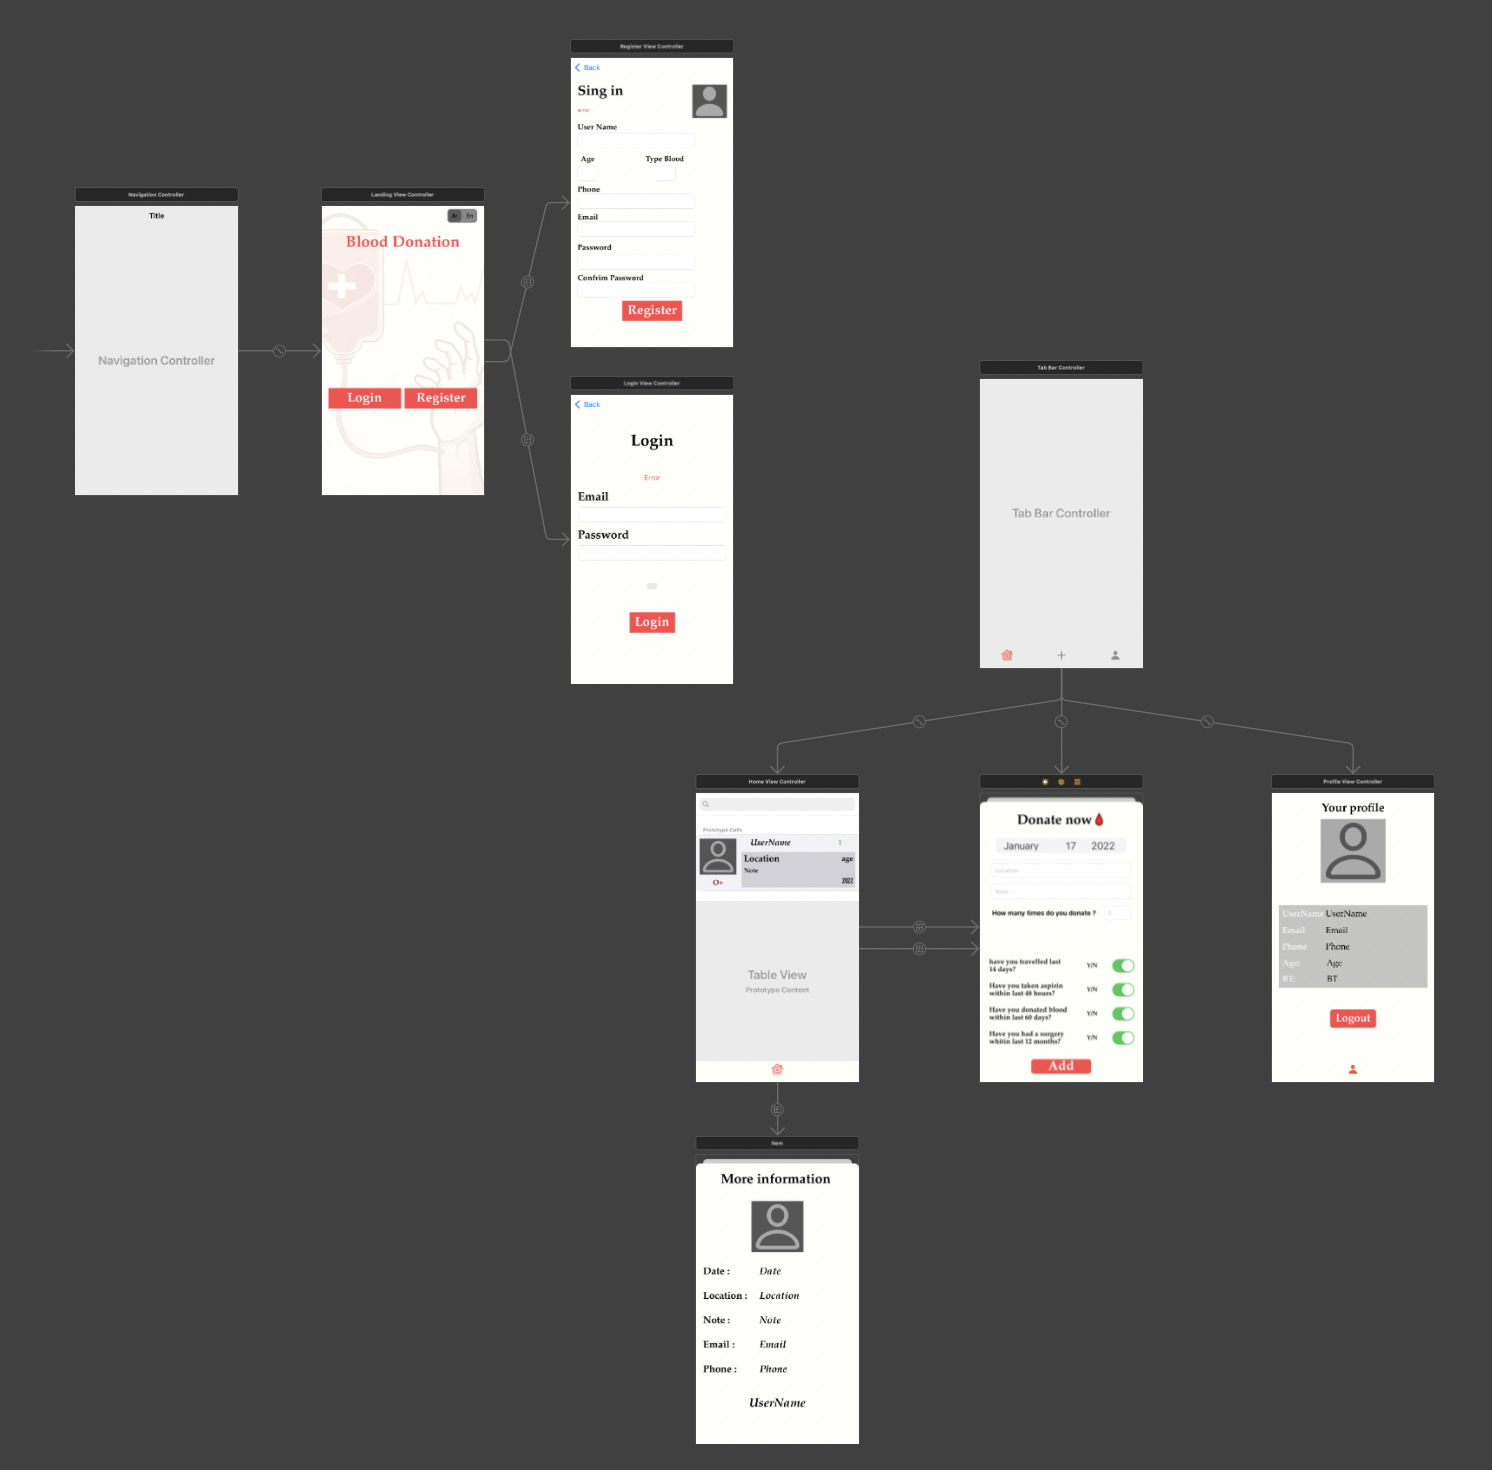 Register View Controller
Back
Sing in
error
User Name
Age
Type Blood
Phone
Email
Password
Confrim Password
Register
Navigation Controller
Title
Navigation Controller
Landing View Controller
Ar En
Blood Donation
Login
Register
Login View Controller
Back
Login
Error
Email
Password
Login
Tab Bar Controller
Tab Bar Controller
Home View Controller
Prototype Cells
UserName
1
Location
age
Note
O+
2022
Table View
Prototype Content
Donate now
January 17 2022
Location
Note
How many times do you donate ?
0
have you travelled last
14 days?
Y/N
Have you taken aspirin
within last 48 hours?
Y/N
Have you donated blood
within last 60 days?
Y/N
Have you had a surgery
whitin last 12 months?
Y/N
Add
Profile View Controller
Your profile
UserName UserName
Email Email
Phone Phone
Age: Age
BT: BT
Logout
Item
More information
Date : Date
Location : Location
Note : Note
Email : Email
Phone : Phone
UserName